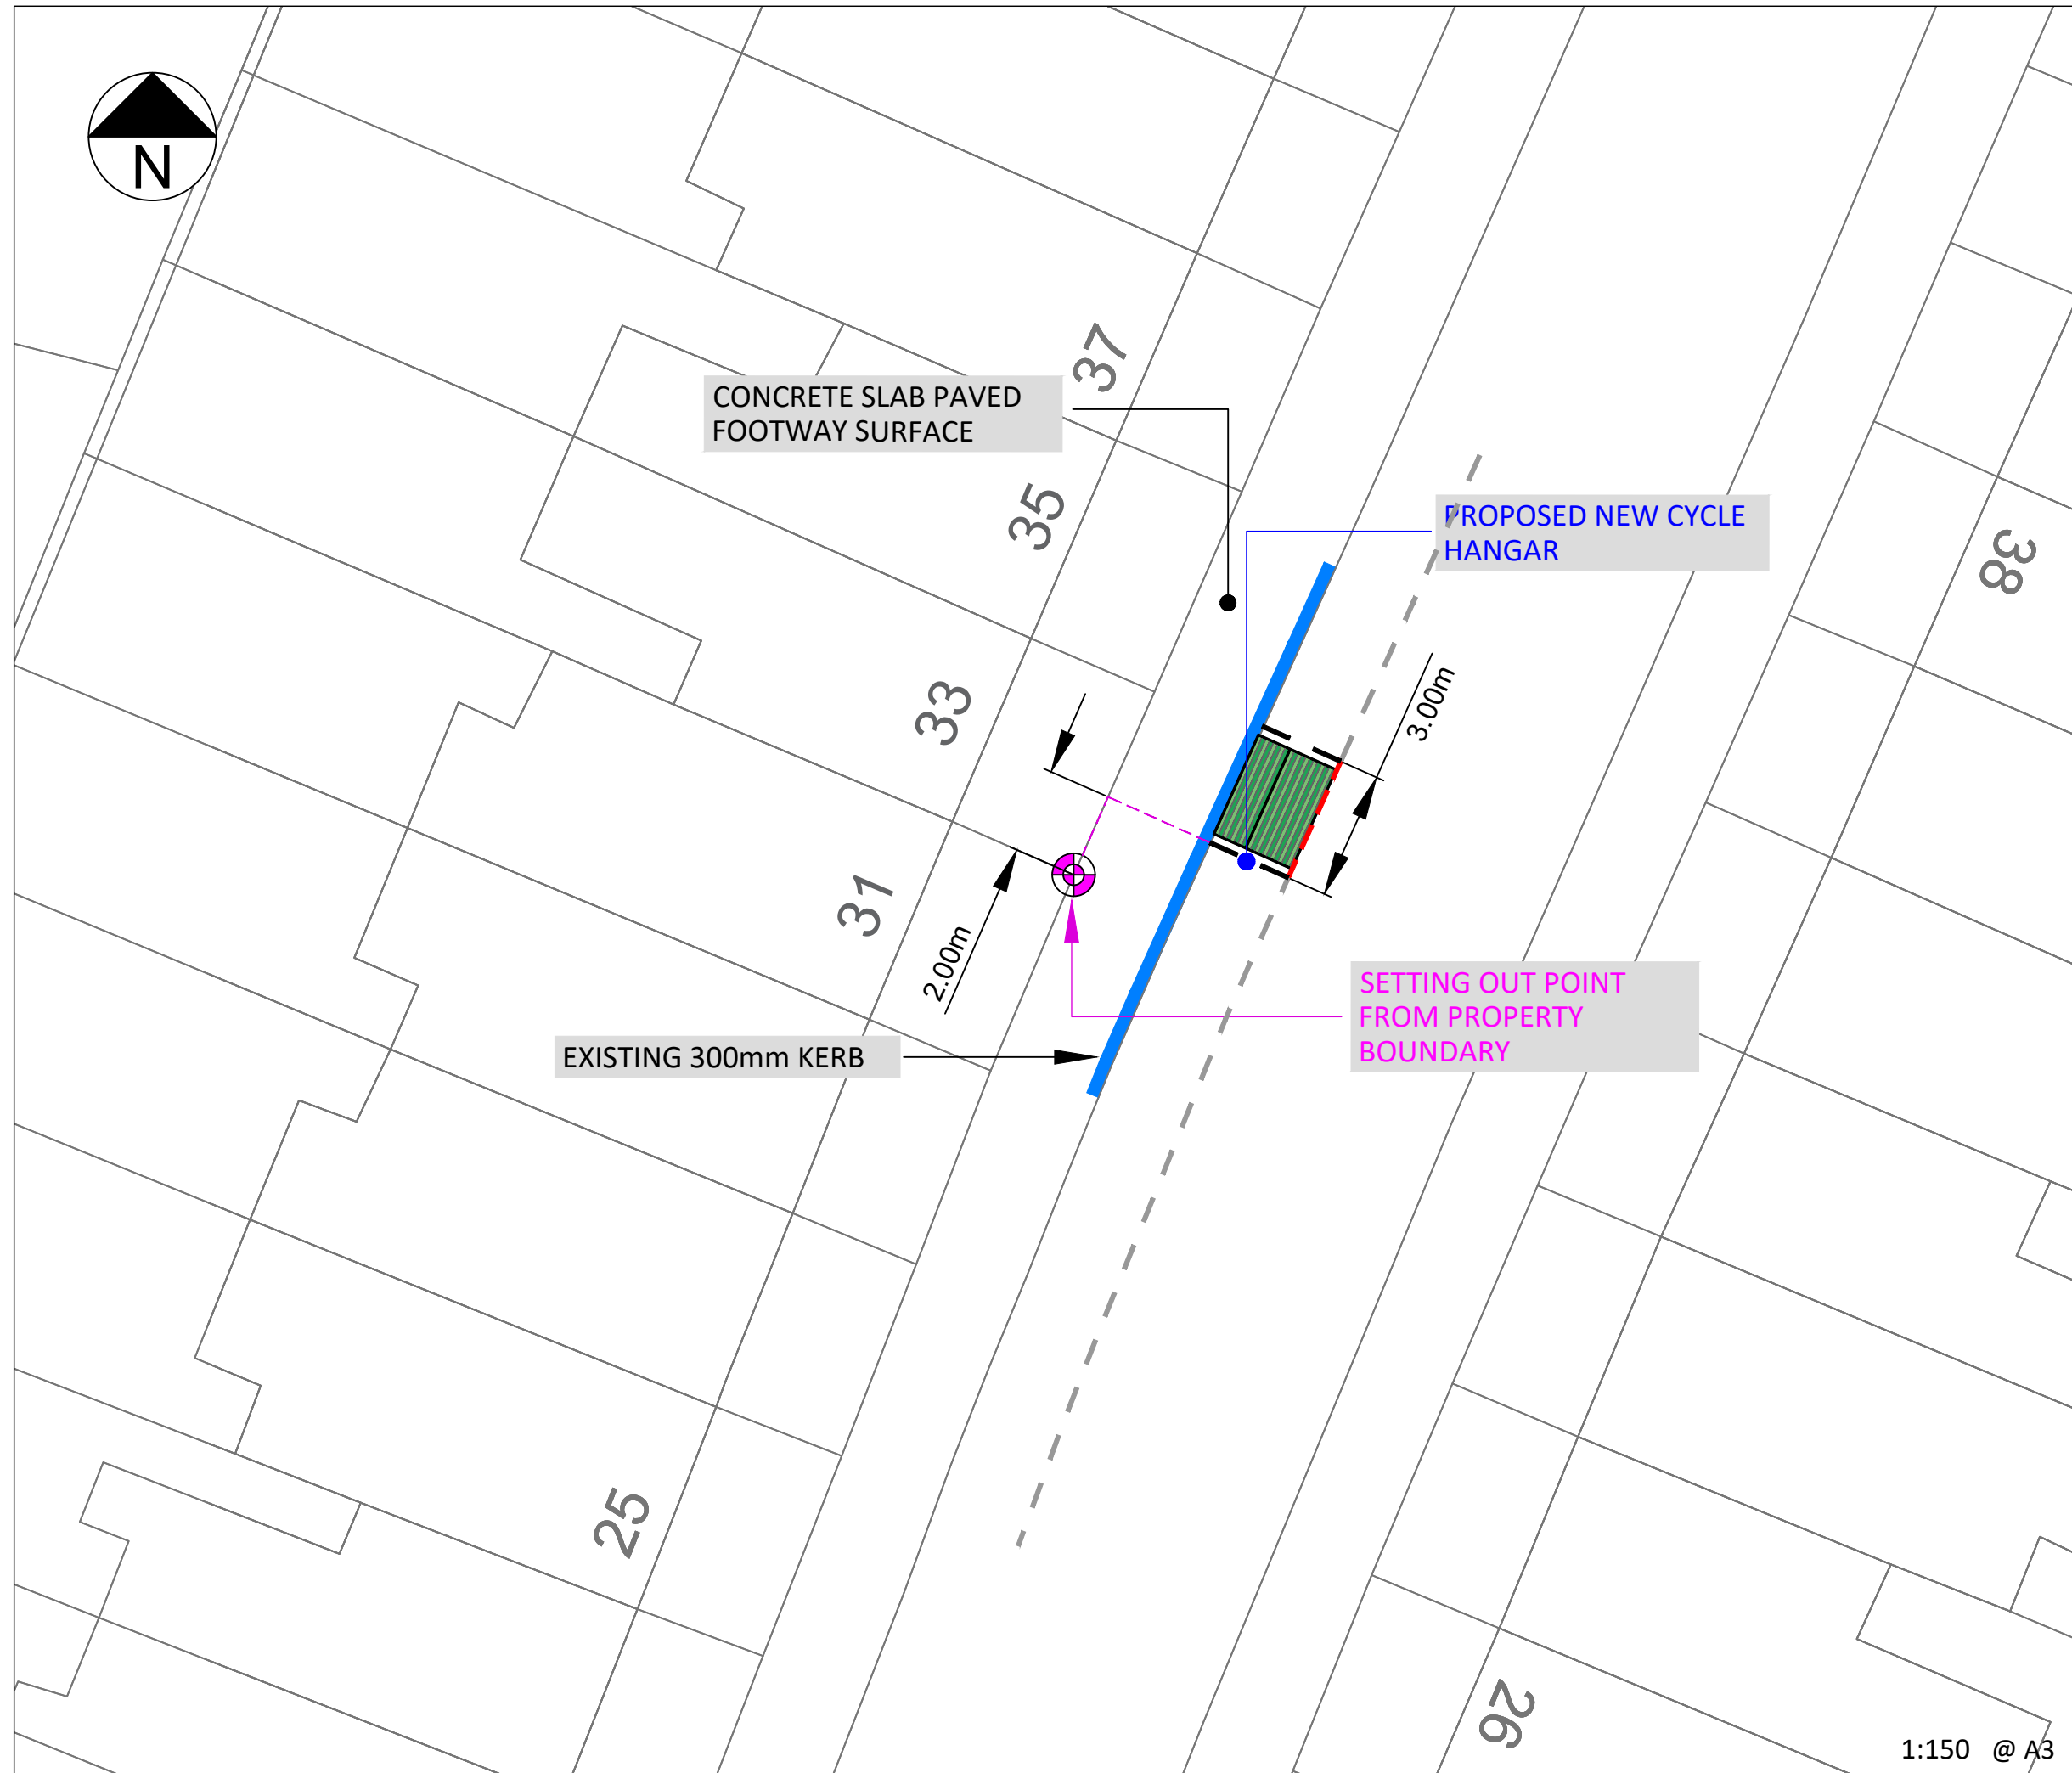 N
37
CONCRETE SLAB PAVED
FOOTWAY SURFACE
35
PROPOSED NEW CYCLE
HANGAR
38
33
3.00m
31
2.00m
SETTING OUT POINT
FROM PROPERTY
BOUNDARY
EXISTING 300mm KERB
25
26
1:150 @ A3